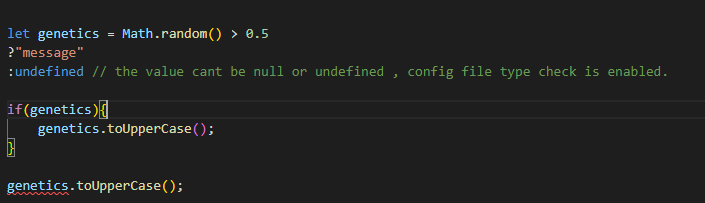 let genetics = Math.random() > 0.5
?"message"
:undefined // the value cant be null or undefined , config file type check is enabled.
if(genetics){
genetics.toUpperCase();
}
genetics.toUpperCase();